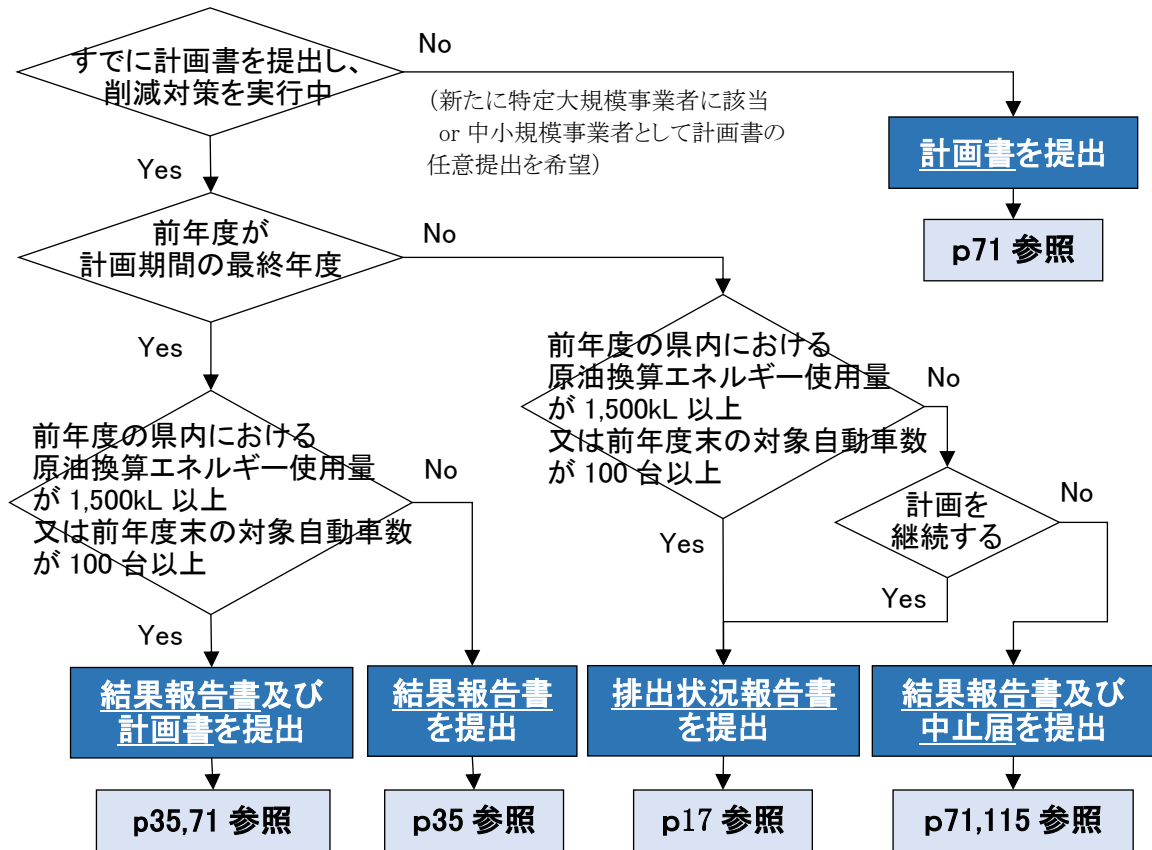 すでに計画書を提出し、
削減対策を実行中
No
（新たに特定大規模事業者に該当
or 中小規模事業者として計画書の
任意提出を希望）
計画書を提出
p71 参照
Yes
前年度が
計画期間の最終年度
No
Yes
前年度の県内における
原油換算エネルギー使用量
が 1,500kL 以上
又は前年度末の対象自動車数
が 100 台以上
No
前年度の県内における
原油換算エネルギー使用量
が 1,500kL 以上
又は前年度末の対象自動車数
が 100 台以上
No
計画を
継続する
No
Yes
Yes
Yes
結果報告書及び
計画書を提出
結果報告書
を提出
排出状況報告書
を提出
結果報告書及び
中止届を提出
p35,71 参照
p35 参照
p17 参照
p71,115 参照